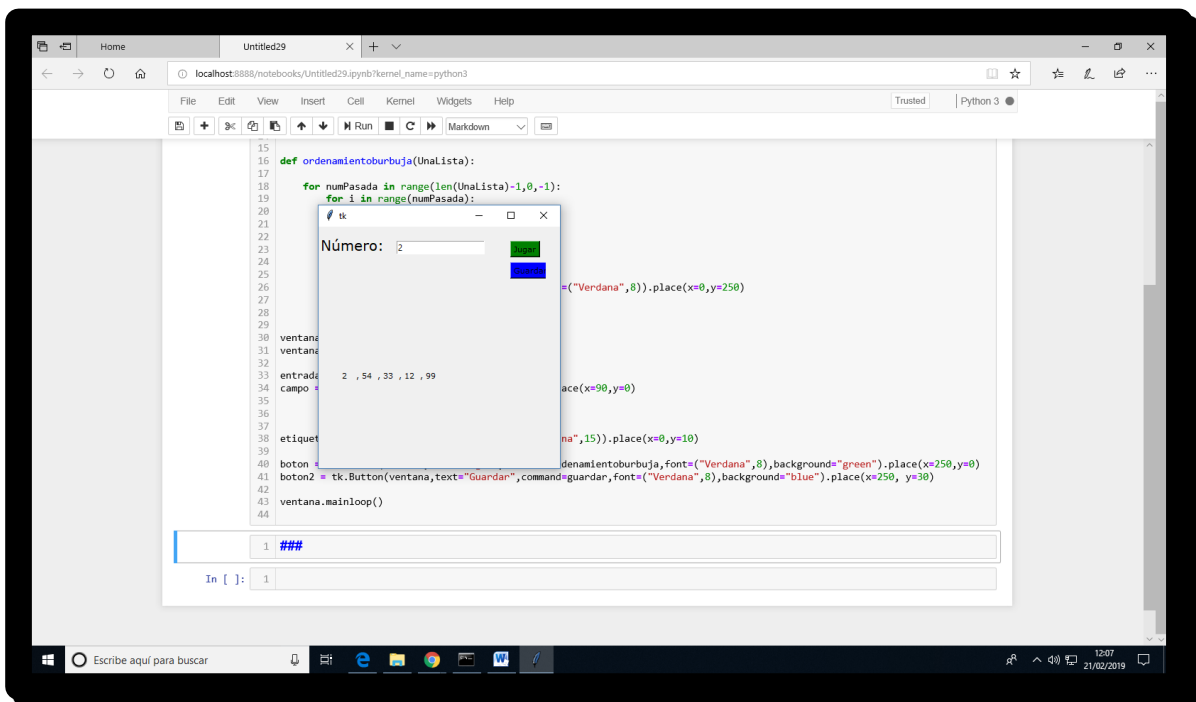 Home
Untitled29
localhost:8888/notebooks/Untitled29.ipynb?kernel_name=python3
File Edit View Insert Cell Kernel Widgets Help
Trusted
Python 3
Run
Markdown
15
16 def ordenamientoburbuja(UnaLista):
17
18 for numPasada in range(len(UnaLista)-1,0,-1):
19 for i in range(numPasada):
20
21
22
23
24
25
26 =("Verdana",8)).place(x=0,y=250)
27
28
29
30 ventana
31 ventana
32
33 entrada
34 campo = ace(x=90,y=0)
35
36
37
38 etiquet na",15)).place(x=0,y=10)
39
40 boton = denamientoburbuja,font=("Verdana",8),background="green").place(x=250,y=0)
41 boton2 = tk.Button(ventana,text="Guardar",command=guardar,font=("Verdana",8),background="blue").place(x=250, y=30)
42
43 ventana.mainloop()
44
tk
Número: 2
Jugar
Guardar
2 ,54 ,33 ,12 ,99
1 ###
In [ ]: 1
Escribe aquí para buscar
12:07
21/02/2019